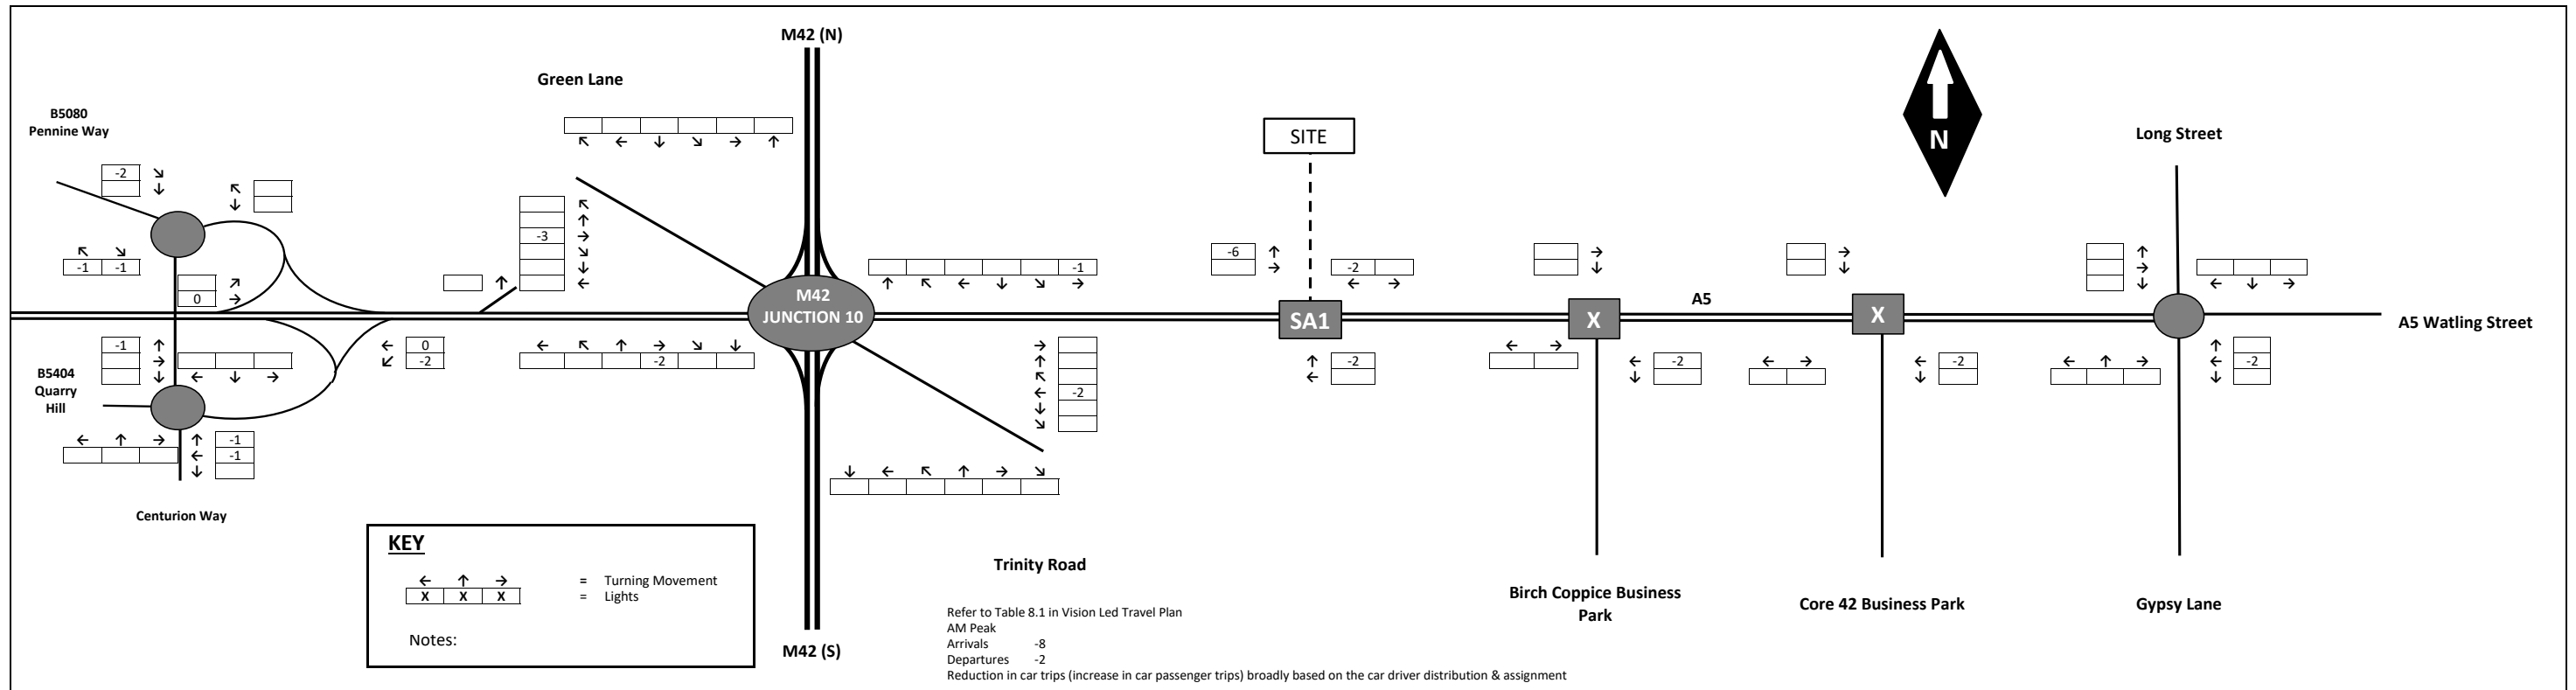 M42 (N)
Green Lane
B5080
Pennine Way
SITE
N
Long Street
-2
-3
-6
-1 -1
-1
-2
0
M42
JUNCTION 10
SA1
X
A5
X
A5 Watling Street
-1
0
-2
-2
-2
-2
-2
-2
-2
B5404
Quarry
Hill
-1
-1
Centurion Way
KEY
X X X
= Turning Movement
= Lights
Notes:
M42 (S)
Trinity Road
Birch Coppice Business
Park
Core 42 Business Park
Gypsy Lane
Refer to Table 8.1 in Vision Led Travel Plan
AM Peak
Arrivals -8
Departures -2
Reduction in car trips (increase in car passenger trips) broadly based on the car driver distribution & assignment